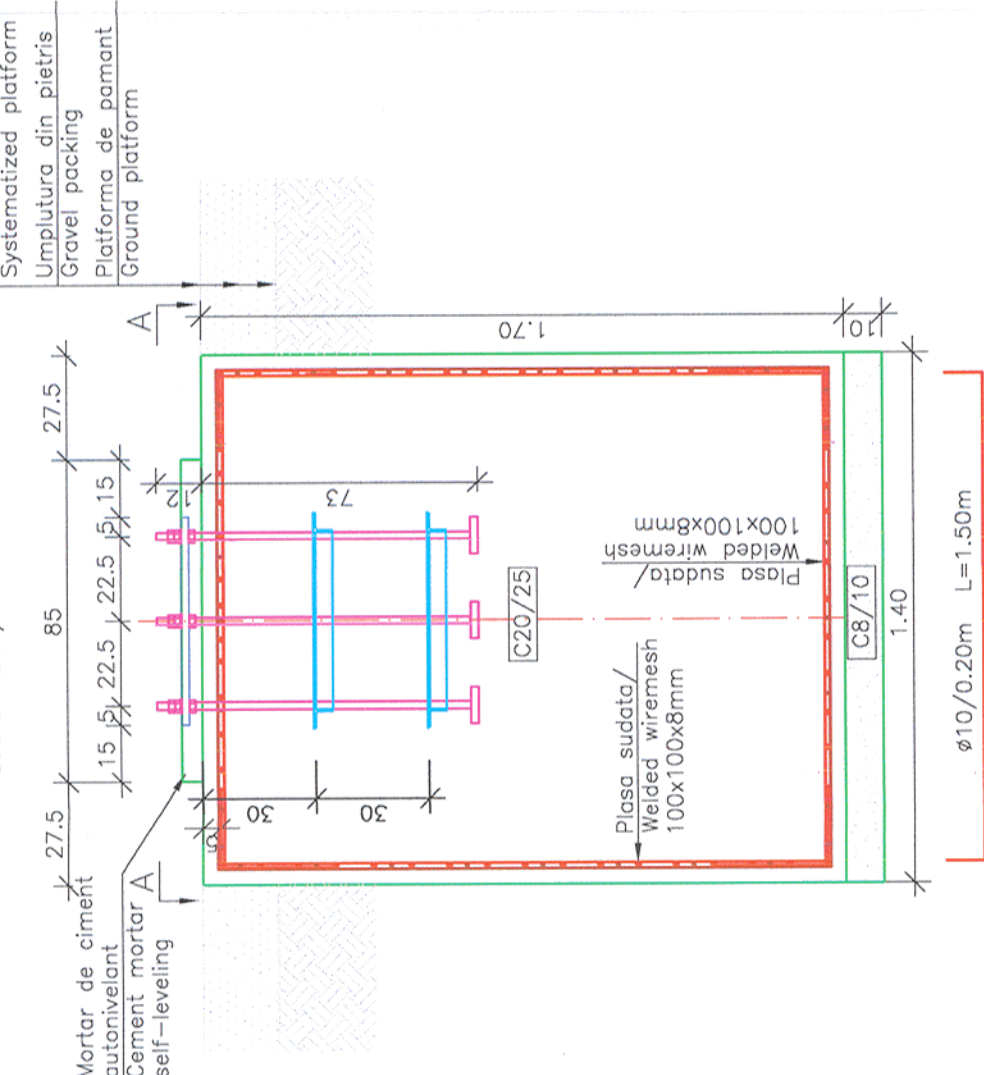 Systematized platform
Umplutura din pietris
Gravel packing
Platforma de pamant
Ground platform
A
27.5
85
27.5
15
5
22.5
22.5
5
15
12
73
30
30
5
1.70
10
Mortar de ciment
autonivelant
Cement mortar
self-leveling
A
C20/25
Plasa sudata/
Welded wiremesh
100x100x8mm
Plasa sudata/
Welded wiremesh
100x100x8mm
C8/10
1.40
ø10/0.20m L=1.50m